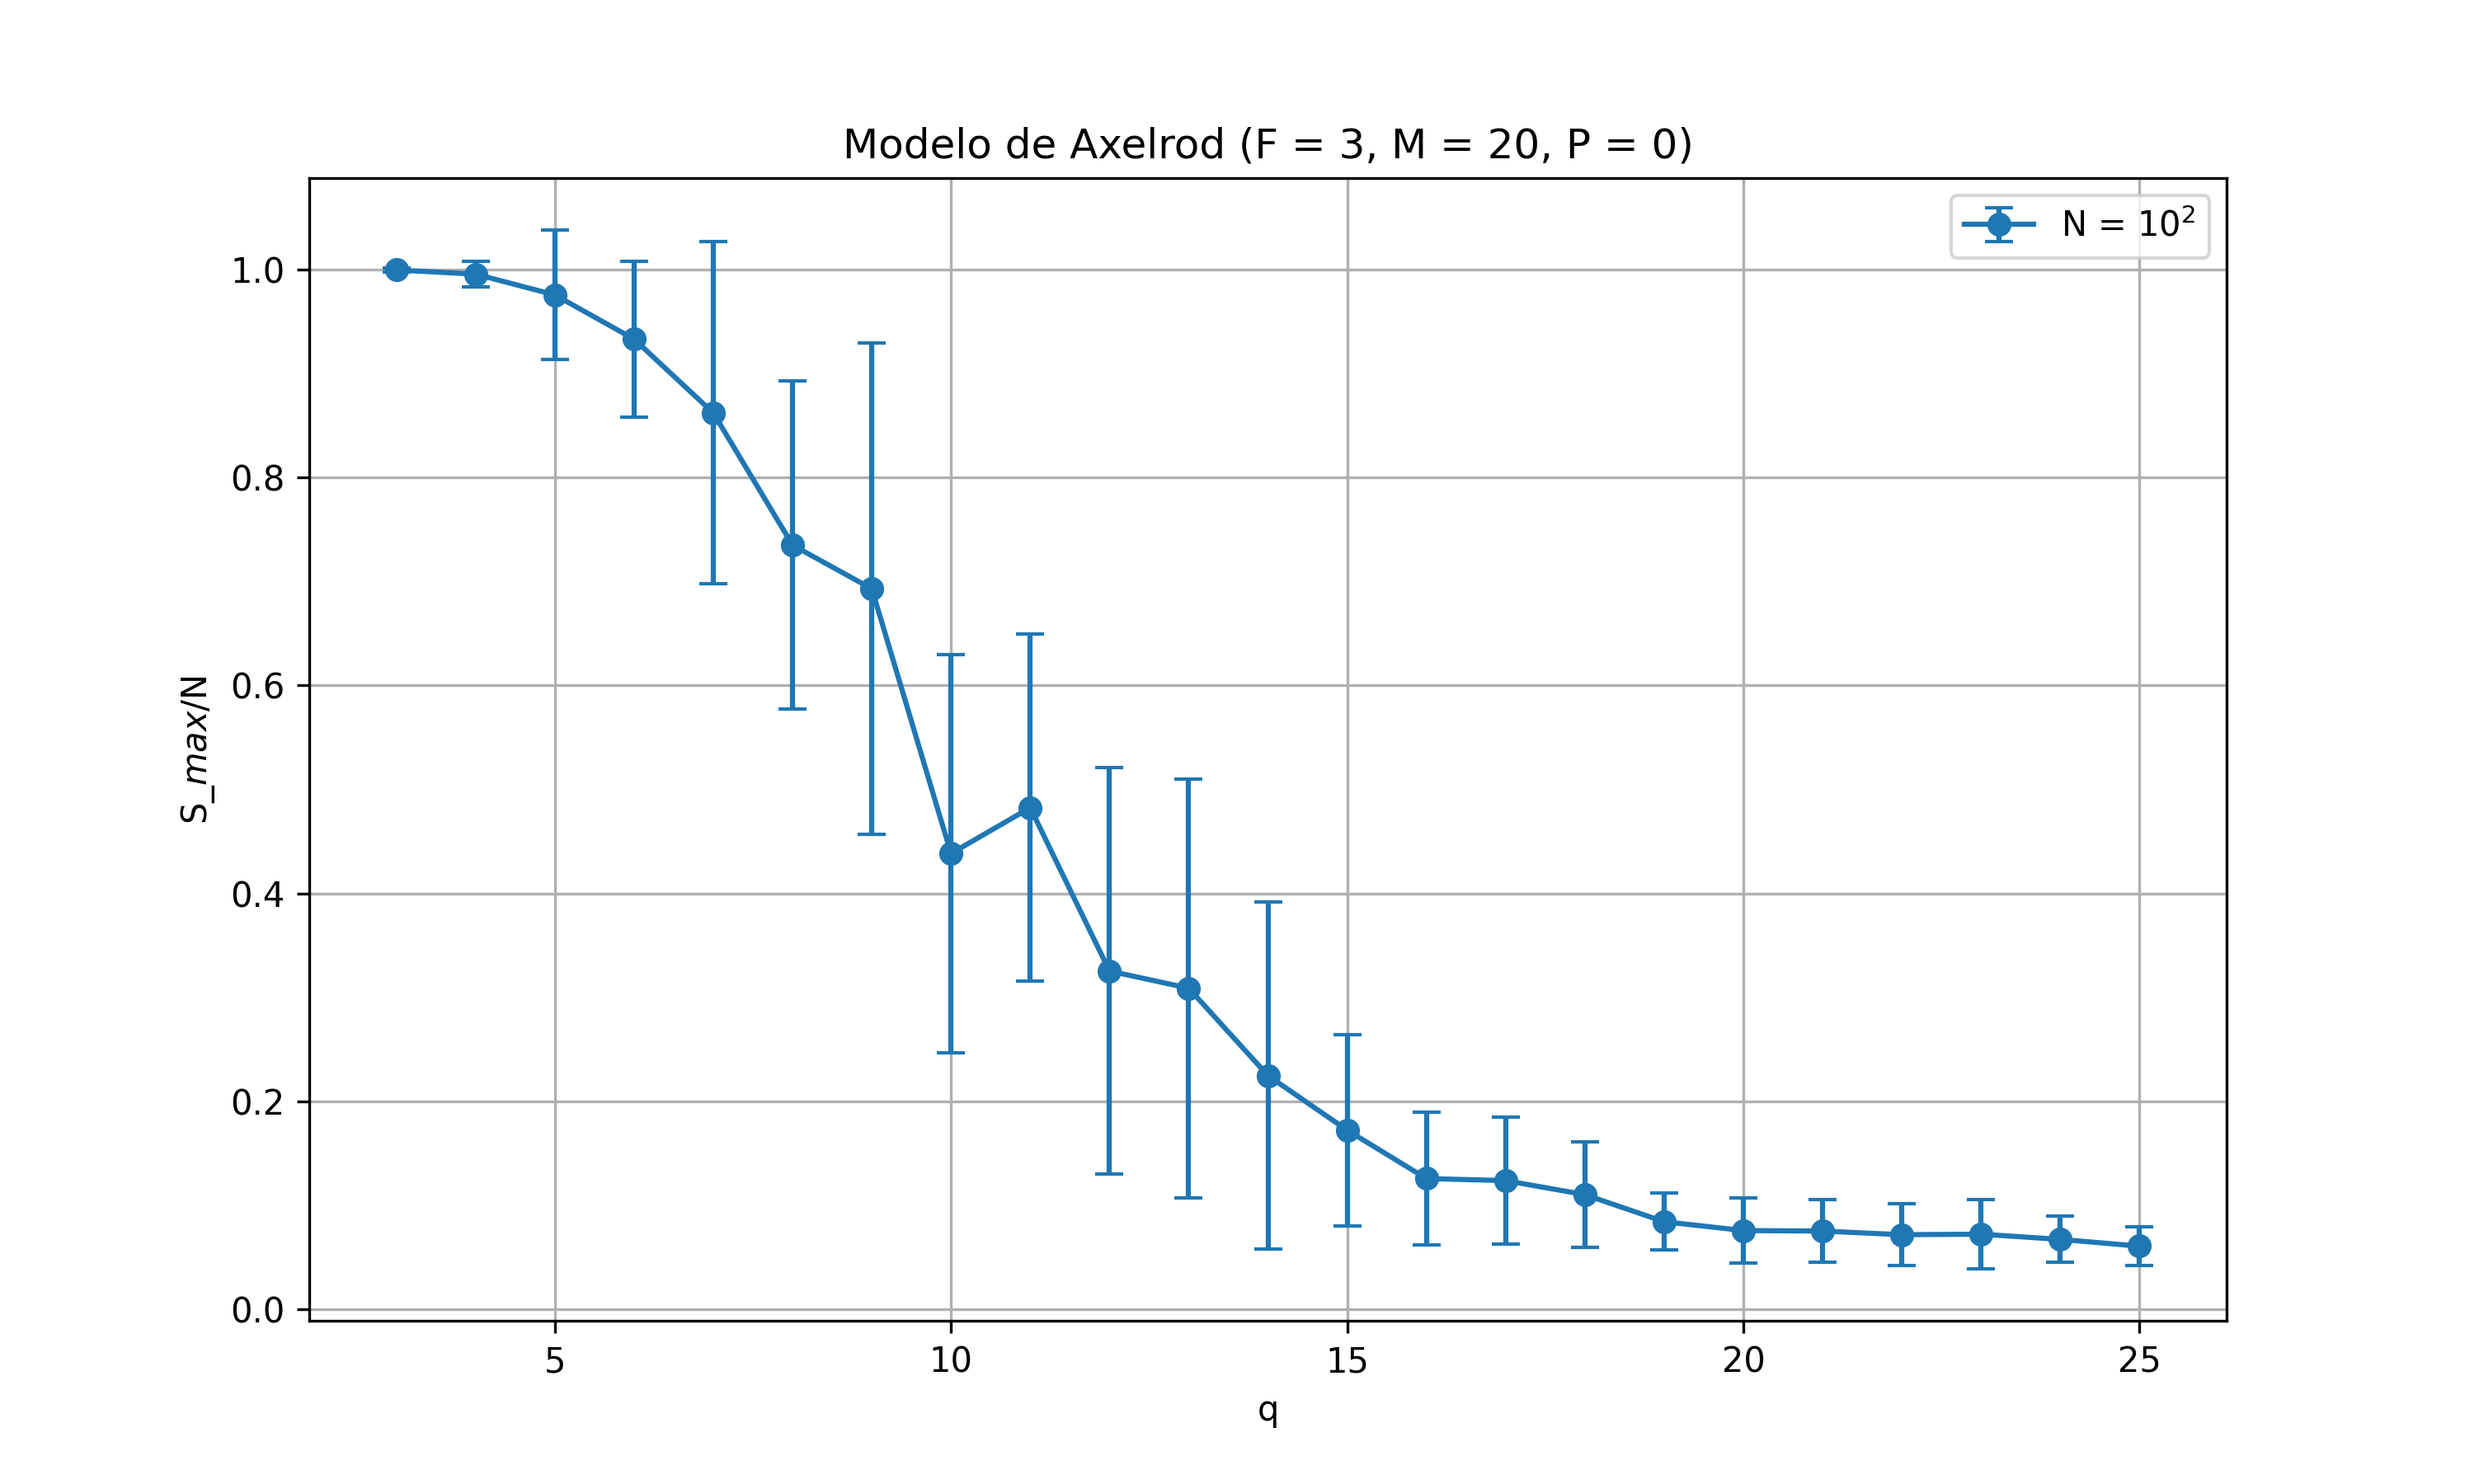 Modelo de Axelrod (F = 3, M = 20, P = 0)
N = 10²
1.0
0.8
0.6
0.4
0.2
0.0
S_max/N
5 10 15 20 25
q